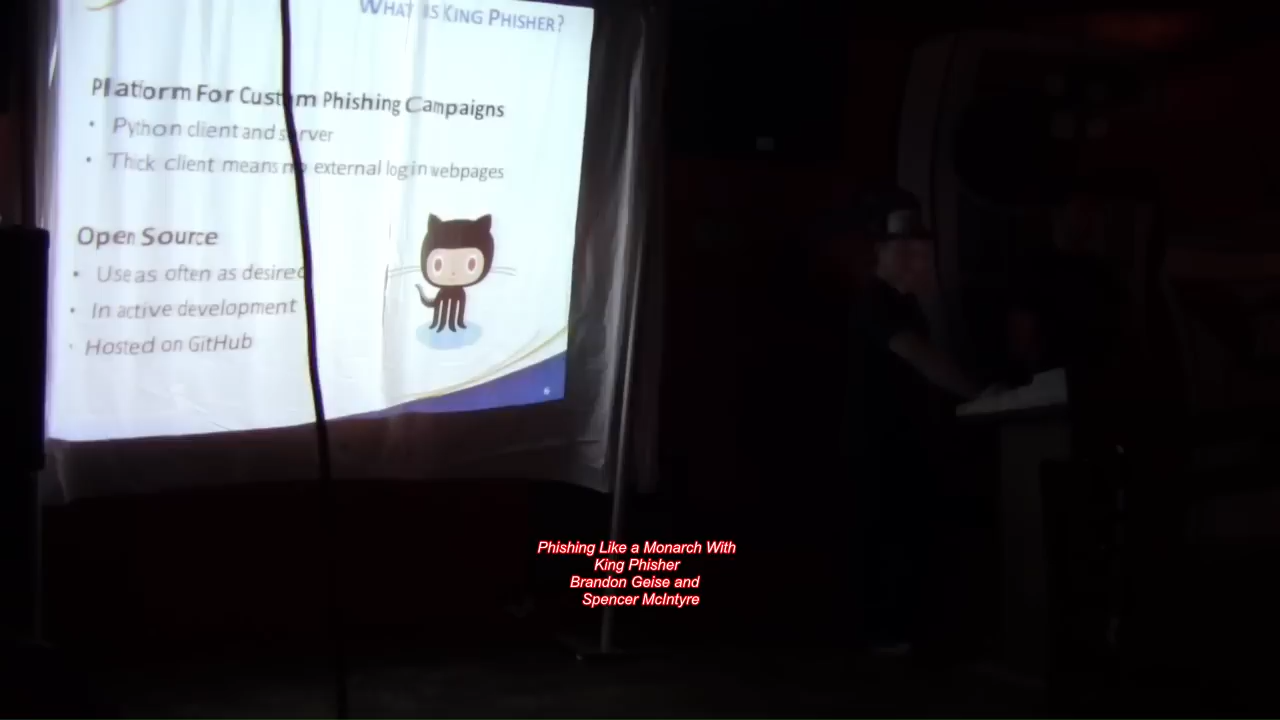 WHAT IS KING PHISHER?
Platform For Custom Phishing Campaigns
• Python client and server
• Thick client means no external login webpages
Open Source
• Use as often as desired
• In active development
• Hosted on GitHub
6
Phishing Like a Monarch With
King Phisher
Brandon Geise and
Spencer McIntyre